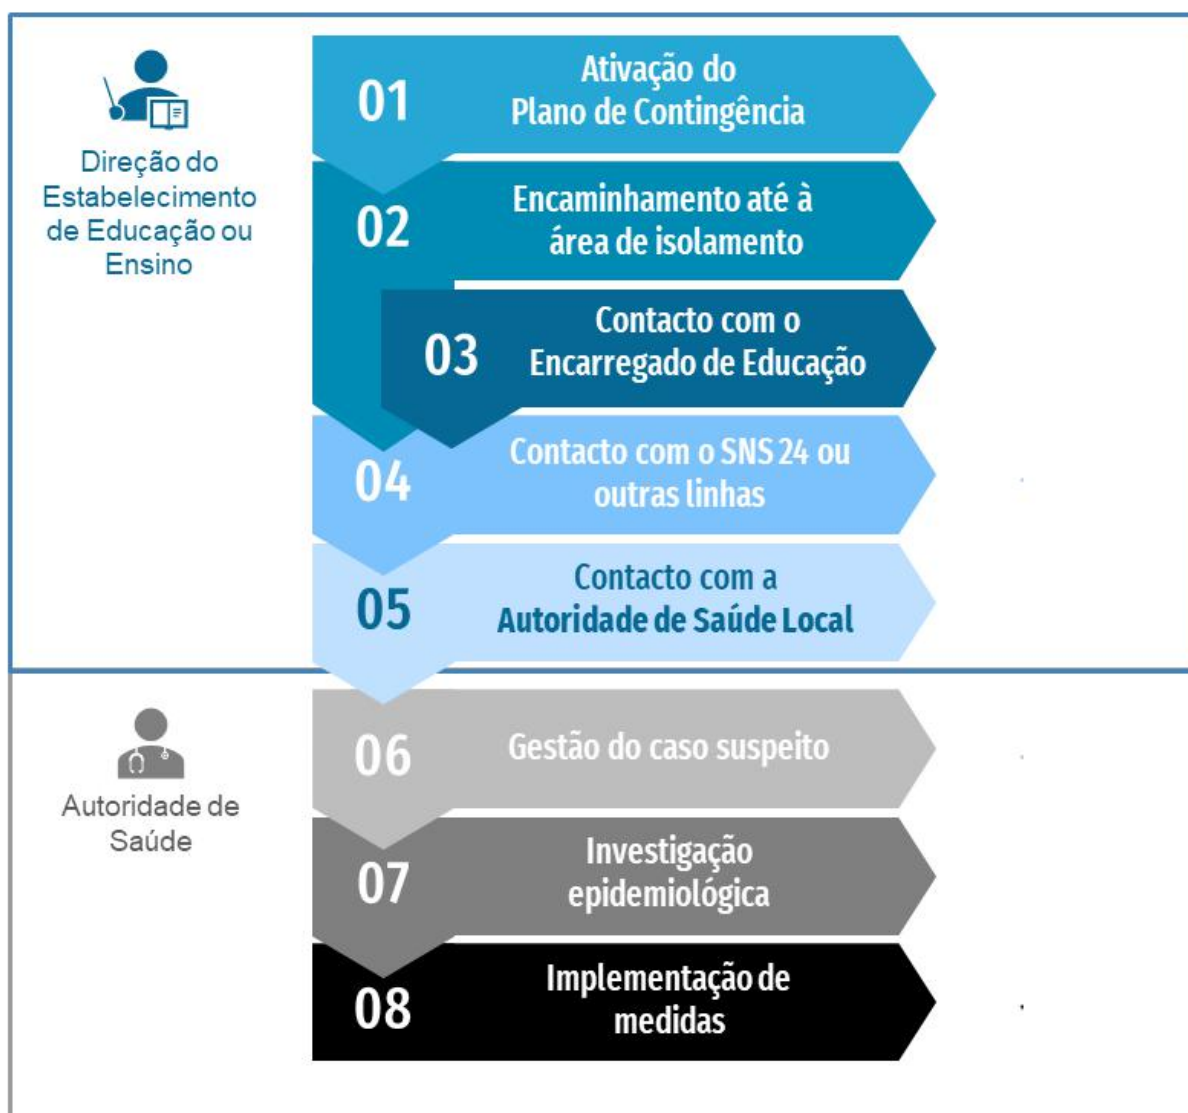 Direção do
Estabelecimento
de Educação ou
Ensino
01
Ativação do
Plano de Contingência
02
Encaminhamento até à
área de isolamento
03
Contacto com o
Encarregado de Educação
04
Contacto com o SNS 24 ou
outras linhas
05
Contacto com a
Autoridade de Saúde Local
Autoridade de
Saúde
06
Gestão do caso suspeito
07
Investigação
epidemiológica
08
Implementação de
medidas